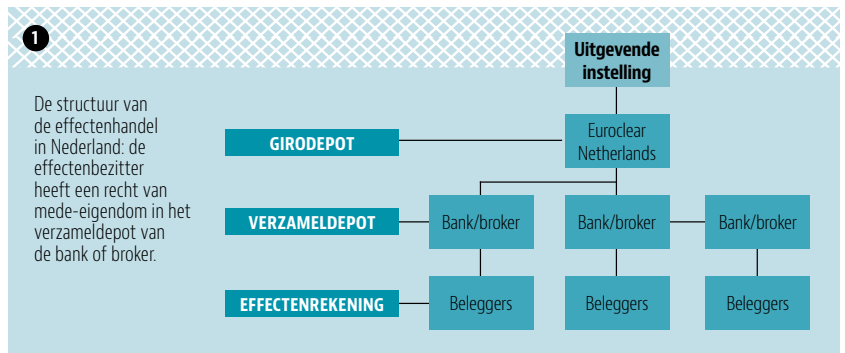 1
De structuur van
de effectenhandel
in Nederland: de
effectenbezitter
heeft een recht van
mede-eigendom in het
verzameldepot van
de bank of broker.
Uitgevende
instelling
GIRODEPOT
Euroclear
Netherlands
VERZAMELDEPOT
Bank/broker
Bank/broker
Bank/broker
EFFECTENREKENING
Beleggers
Beleggers
Beleggers